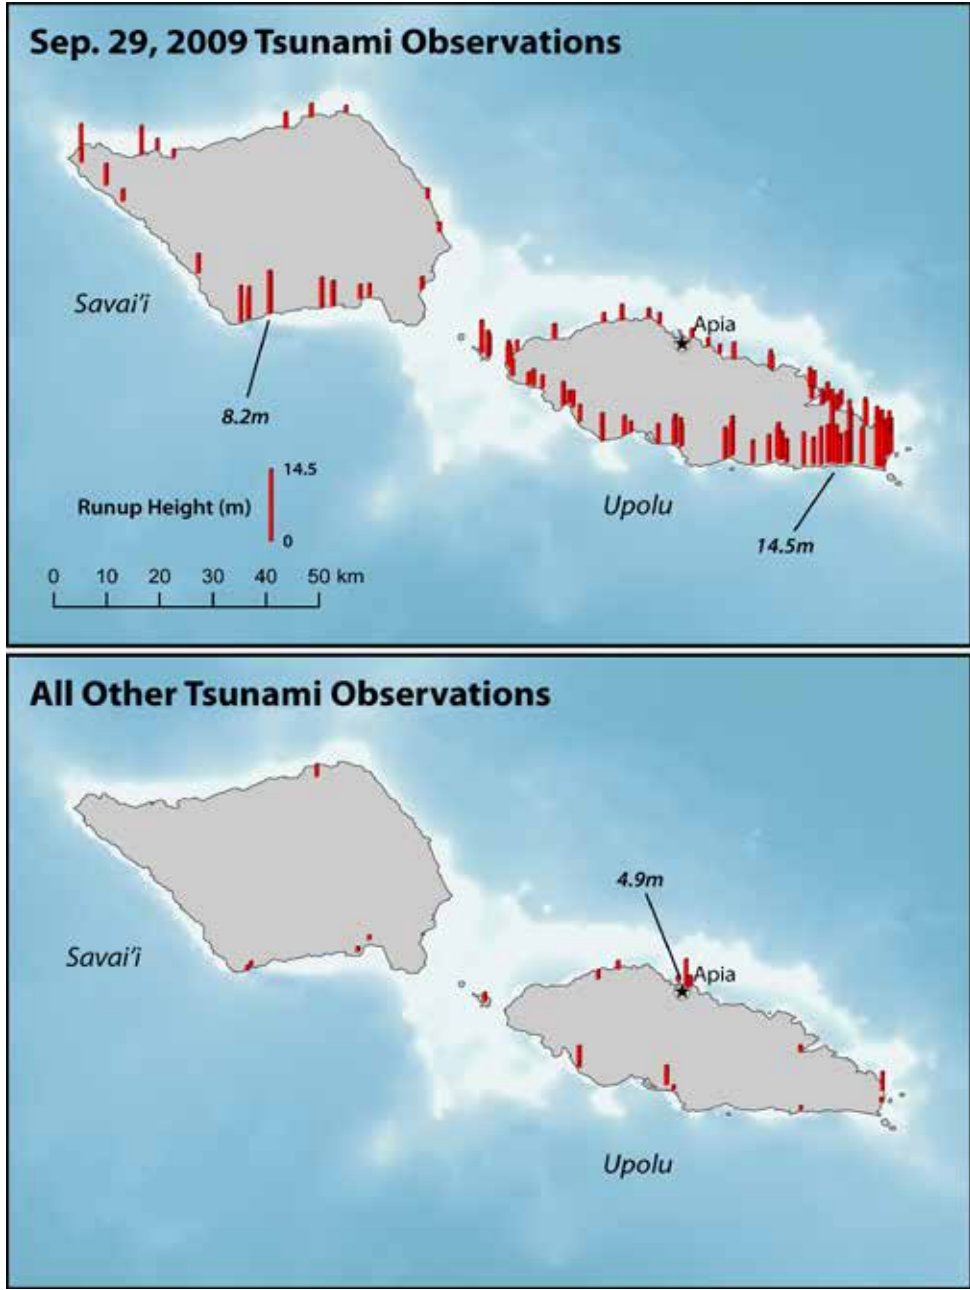 Sep. 29, 2009 Tsunami Observations
Apia
Savai'i
8.2m
14.5
Runup Height (m)
0
Upolu
14.5m
0 10 20 30 40 50 km
All Other Tsunami Observations
4.9m
Apia
Savai'i
Upolu